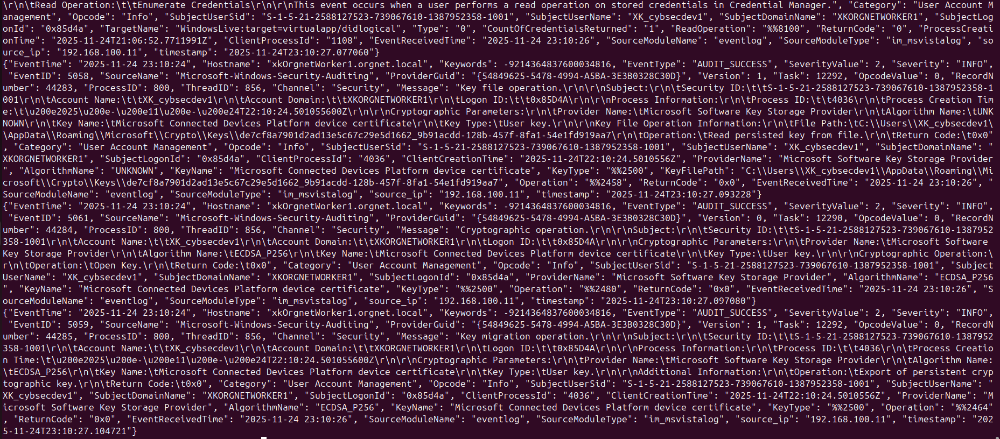 \r\n\tRead Operation:\t\tEnumerate Credentials\r\n\r\nThis event occurs when a user performs a read operation on stored credentials in Credential Manager.", "Category": "User Account M
anagement", "Opcode": "Info", "SubjectUserSid": "S-1-5-21-2588127523-739067610-1387952358-1001", "SubjectUserName": "XK_cybsecdev1", "SubjectDomainName": "XKORGNETWORKER1", "SubjectLog
onId": "0x85d4a", "TargetName": "WindowsLive:target=virtualapp/didlogical", "Type": "0", "CountOfCredentialsReturned": "1", "ReadOperation": "%%8100", "ReturnCode": "0", "ProcessCreati
onTime": "2025-11-24T21:06:52.7711991Z", "ClientProcessId": "1108", "EventReceivedTime": "2025-11-24 23:10:26", "SourceModuleName": "eventlog", "SourceModuleType": "im_msvistalog", "so
urce_ip": "192.168.100.11", "timestamp": "2025-11-24T23:10:27.077060"}
{"EventTime": "2025-11-24 23:10:24", "Hostname": "xkOrgnetWorker1.orgnet.local", "Keywords": -9214364837600034816, "EventType": "AUDIT_SUCCESS", "SeverityValue": 2, "Severity": "INFO",
"EventID": 5058, "SourceName": "Microsoft-Windows-Security-Auditing", "ProviderGuid": "{54849625-5478-4994-A5BA-3E3B0328C30D}", "Version": 1, "Task": 12292, "OpcodeValue": 0, "RecordN
umber": 44283, "ProcessID": 800, "ThreadID": 856, "Channel": "Security", "Message": "Key file operation.\r\n\r\nSubject:\r\n\tSecurity ID:\t\tS-1-5-21-2588127523-739067610-1387952358-1
001\r\n\tAccount Name:\t\tXK_cybsecdev1\r\n\tAccount Domain:\t\tXKORGNETWORKER1\r\n\tLogon ID:\t\t0x85D4A\r\n\r\nProcess Information:\r\n\tProcess ID:\t\t4036\r\n\tProcess Creation Tim
e:\t\u200e2025\u200e-\u200e11\u200e-\u200e24T22:10:24.501055600Z\r\n\r\nCryptographic Parameters:\r\n\tProvider Name:\tMicrosoft Software Key Storage Provider\r\n\tAlgorithm Name:\tUNK
NOWN\r\n\tKey Name:\tMicrosoft Connected Devices Platform device certificate\r\n\tKey Type:\tUser key.\r\n\r\nKey File Operation Information:\r\n\tFile Path:\tC:\\Users\\XK_cybsecdev1\
\AppData\\Roaming\\Microsoft\\Crypto\\Keys\\de7cf8a7901d2ad13e5c67c29e5d1662_9b91acdd-128b-457f-8fa1-54e1fd919aa7\r\n\tOperation:\tRead persisted key from file.\r\n\tReturn Code:\t0x0"
, "Category": "User Account Management", "Opcode": "Info", "SubjectUserSid": "S-1-5-21-2588127523-739067610-1387952358-1001", "SubjectUserName": "XK_cybsecdev1", "SubjectDomainName": "
XKORGNETWORKER1", "SubjectLogonId": "0x85d4a", "ClientProcessId": "4036", "ClientCreationTime": "2025-11-24T22:10:24.5010556Z", "ProviderName": "Microsoft Software Key Storage Provider
", "AlgorithmName": "UNKNOWN", "KeyName": "Microsoft Connected Devices Platform device certificate", "KeyType": "%%2500", "KeyFilePath": "C:\\Users\\XK_cybsecdev1\\AppData\\Roaming\\Mi
crosoft\\Crypto\\Keys\\de7cf8a7901d2ad13e5c67c29e5d1662_9b91acdd-128b-457f-8fa1-54e1fd919aa7", "Operation": "%%2458", "ReturnCode": "0x0", "EventReceivedTime": "2025-11-24 23:10:26", "
SourceModuleName": "eventlog", "SourceModuleType": "im_msvistalog", "source_ip": "192.168.100.11", "timestamp": "2025-11-24T23:10:27.093228"}
{"EventTime": "2025-11-24 23:10:24", "Hostname": "xkOrgnetWorker1.orgnet.local", "Keywords": -9214364837600034816, "EventType": "AUDIT_SUCCESS", "SeverityValue": 2, "Severity": "INFO",
"EventID": 5061, "SourceName": "Microsoft-Windows-Security-Auditing", "ProviderGuid": "{54849625-5478-4994-A5BA-3E3B0328C30D}", "Version": 0, "Task": 12290, "OpcodeValue": 0, "RecordN
umber": 44284, "ProcessID": 800, "ThreadID": 856, "Channel": "Security", "Message": "Cryptographic operation.\r\n\r\nSubject:\r\n\tSecurity ID:\t\tS-1-5-21-2588127523-739067610-1387952
358-1001\r\n\tAccount Name:\t\tXK_cybsecdev1\r\n\tAccount Domain:\t\tXKORGNETWORKER1\r\n\tLogon ID:\t\t0x85D4A\r\n\r\nCryptographic Parameters:\r\n\tProvider Name:\tMicrosoft Software
Key Storage Provider\r\n\tAlgorithm Name:\tECDSA_P256\r\n\tKey Name:\tMicrosoft Connected Devices Platform device certificate\r\n\tKey Type:\tUser key.\r\n\r\nCryptographic Operation:\
r\n\tOperation:\tOpen Key.\r\n\tReturn Code:\t0x0", "Category": "User Account Management", "Opcode": "Info", "SubjectUserSid": "S-1-5-21-2588127523-739067610-1387952358-1001", "Subject
UserName": "XK_cybsecdev1", "SubjectDomainName": "XKORGNETWORKER1", "SubjectLogonId": "0x85d4a", "ProviderName": "Microsoft Software Key Storage Provider", "AlgorithmName": "ECDSA_P256
", "KeyName": "Microsoft Connected Devices Platform device certificate", "KeyType": "%%2500", "Operation": "%%2480", "ReturnCode": "0x0", "EventReceivedTime": "2025-11-24 23:10:26", "S
ourceModuleName": "eventlog", "SourceModuleType": "im_msvistalog", "source_ip": "192.168.100.11", "timestamp": "2025-11-24T23:10:27.097080"}
{"EventTime": "2025-11-24 23:10:24", "Hostname": "xkOrgnetWorker1.orgnet.local", "Keywords": -9214364837600034816, "EventType": "AUDIT_SUCCESS", "SeverityValue": 2, "Severity": "INFO",
"EventID": 5059, "SourceName": "Microsoft-Windows-Security-Auditing", "ProviderGuid": "{54849625-5478-4994-A5BA-3E3B0328C30D}", "Version": 1, "Task": 12292, "OpcodeValue": 0, "RecordN
umber": 44285, "ProcessID": 800, "ThreadID": 856, "Channel": "Security", "Message": "Key migration operation.\r\n\r\nSubject:\r\n\tSecurity ID:\t\tS-1-5-21-2588127523-739067610-1387952
358-1001\r\n\tAccount Name:\t\tXK_cybsecdev1\r\n\tAccount Domain:\t\tXKORGNETWORKER1\r\n\tLogon ID:\t\t0x85D4A\r\n\r\nProcess Information:\r\n\tProcess ID:\t\t4036\r\n\tProcess Creatio
n Time:\t\u200e2025\u200e-\u200e11\u200e-\u200e24T22:10:24.501055600Z\r\n\r\nCryptographic Parameters:\r\n\tProvider Name:\tMicrosoft Software Key Storage Provider\r\n\tAlgorithm Name:
\tECDSA_P256\r\n\tKey Name:\tMicrosoft Connected Devices Platform device certificate\r\n\tKey Type:\tUser key.\r\n\r\nAdditional Information:\r\n\tOperation:\tExport of persistent cryp
tographic key.\r\n\tReturn Code:\t0x0", "Category": "User Account Management", "Opcode": "Info", "SubjectUserSid": "S-1-5-21-2588127523-739067610-1387952358-1001", "SubjectUserName": "
XK_cybsecdev1", "SubjectDomainName": "XKORGNETWORKER1", "SubjectLogonId": "0x85d4a", "ClientProcessId": "4036", "ClientCreationTime": "2025-11-24T22:10:24.5010556Z", "ProviderName": "M
icrosoft Software Key Storage Provider", "AlgorithmName": "ECDSA_P256", "KeyName": "Microsoft Connected Devices Platform device certificate", "KeyType": "%%2500", "Operation": "%%2464"
, "ReturnCode": "0x0", "EventReceivedTime": "2025-11-24 23:10:26", "SourceModuleName": "eventlog", "SourceModuleType": "im_msvistalog", "source_ip": "192.168.100.11", "timestamp": "202
5-11-24T23:10:27.104721"}